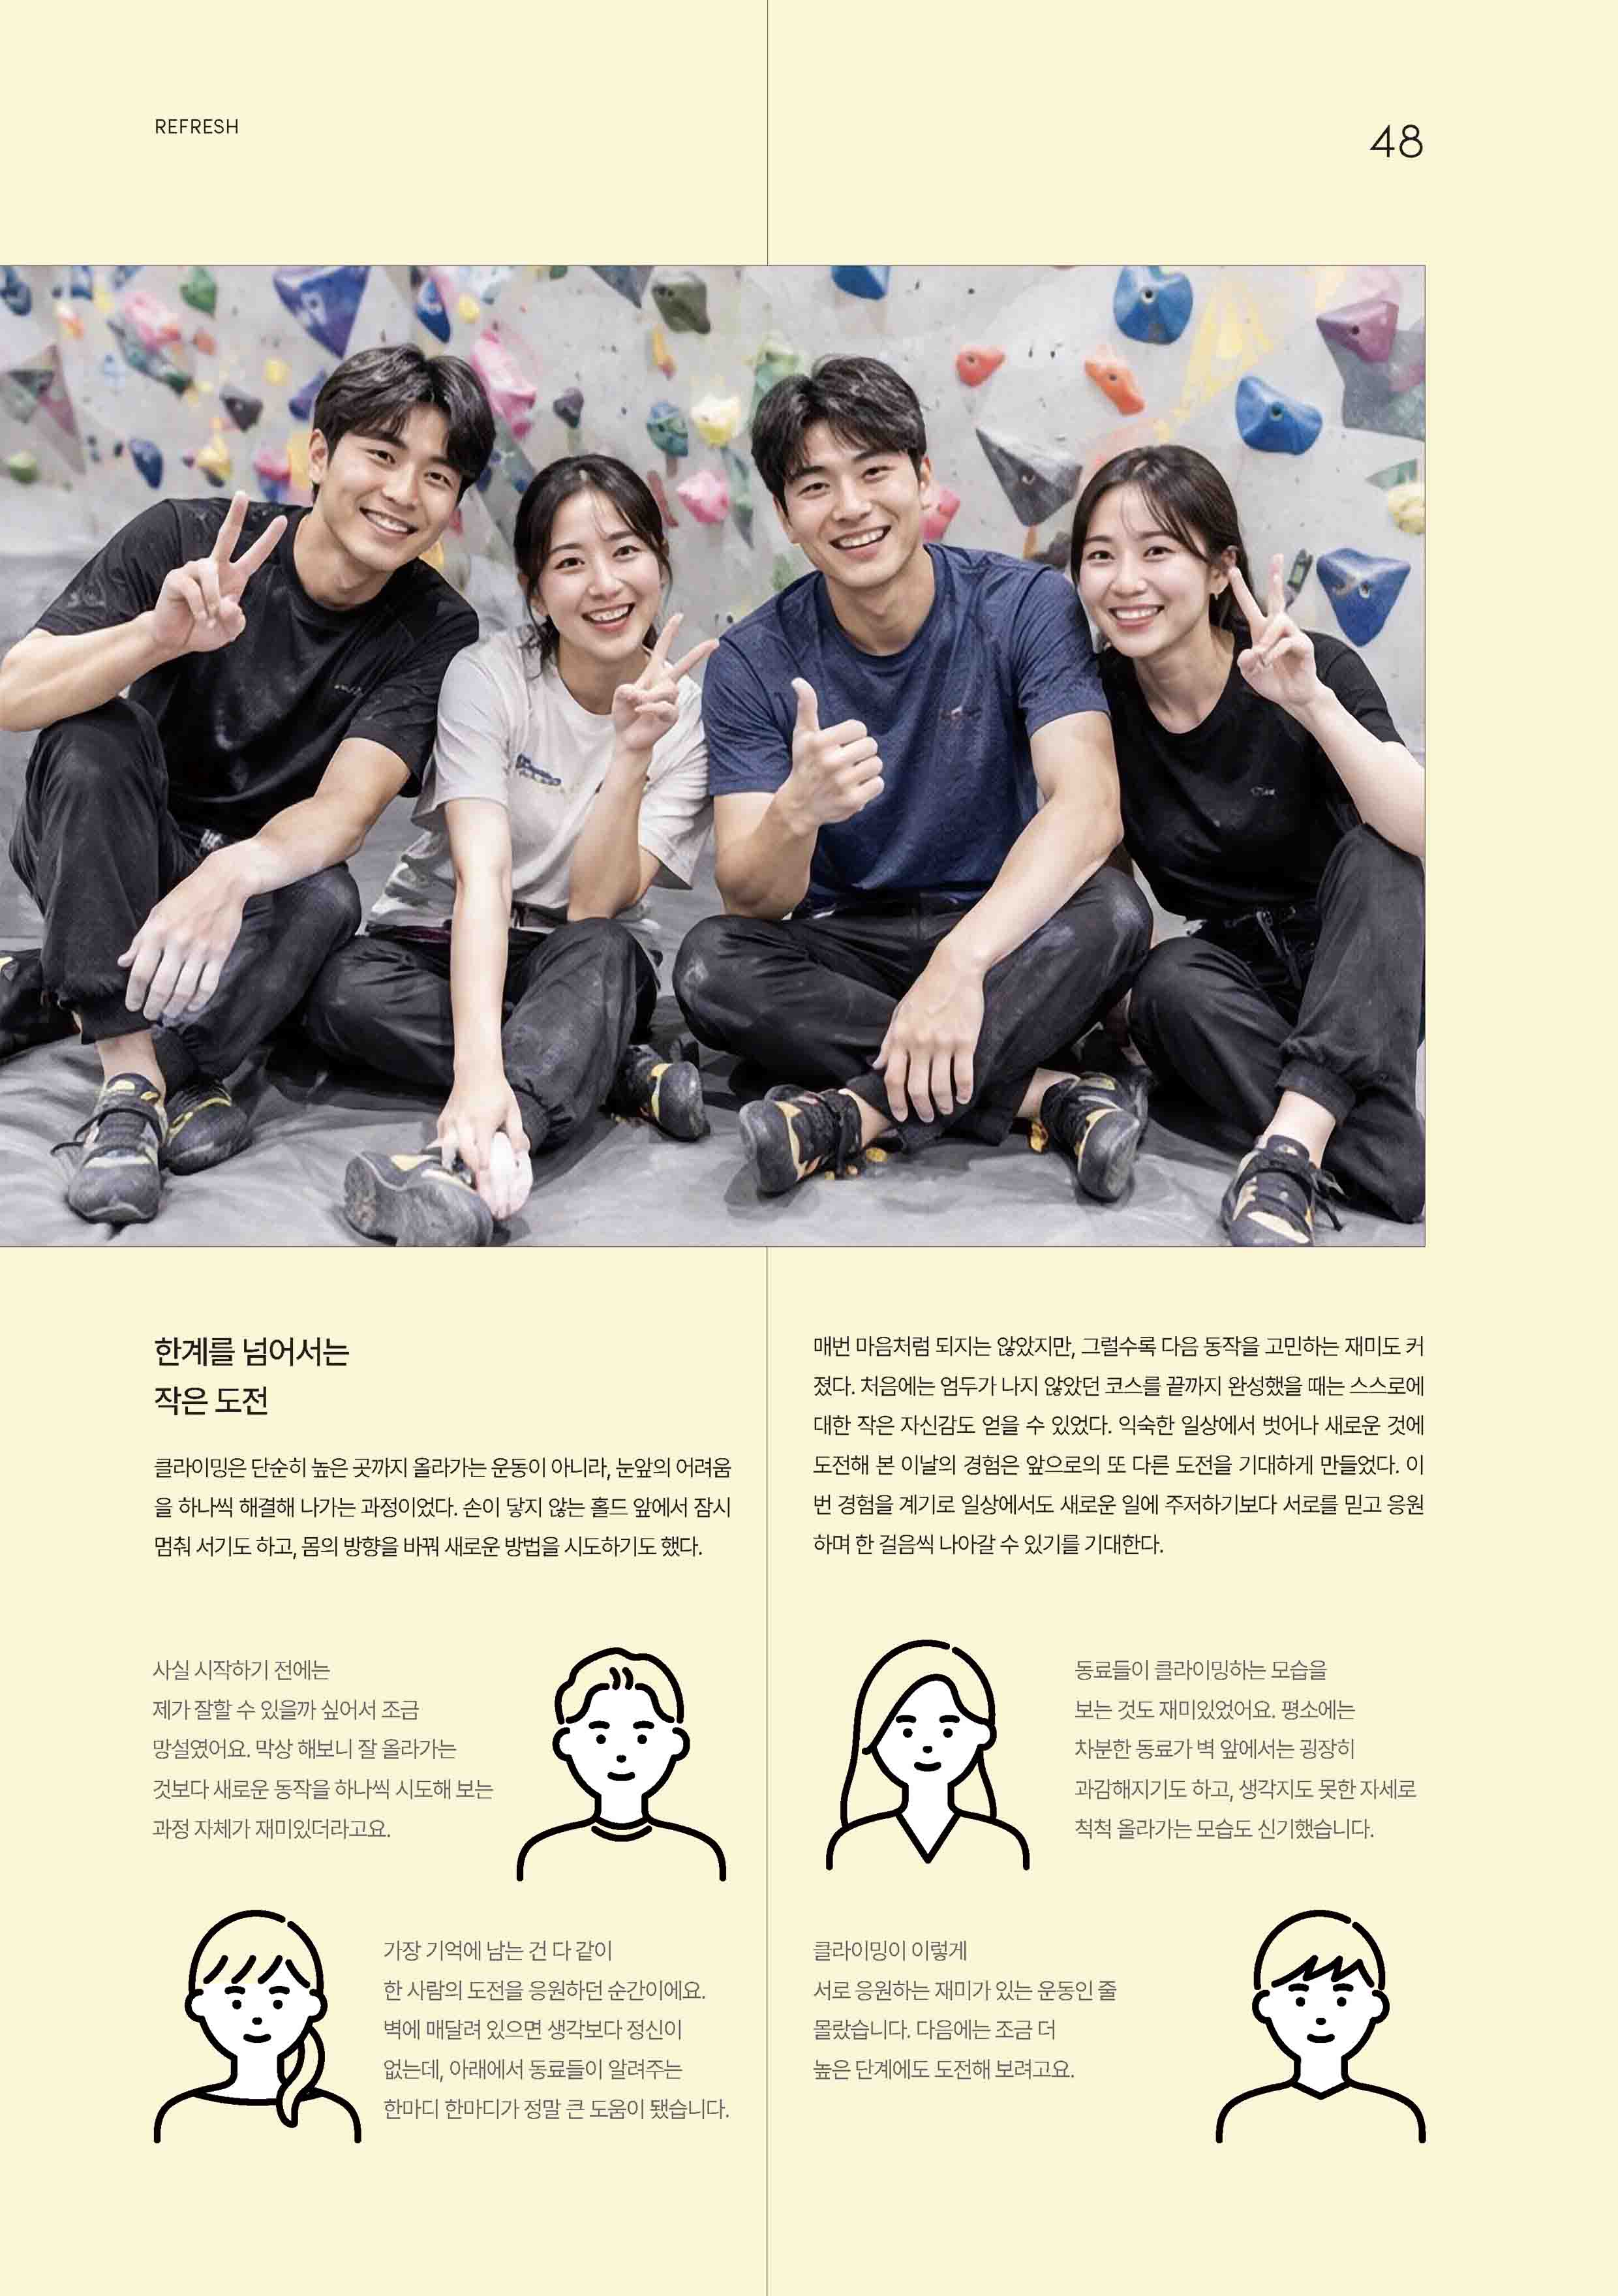 REFRESH
48
한계를 넘어서는
작은 도전
클라이밍은 단순히 높은 곳까지 올라가는 운동이 아니라, 눈앞의 어려움
을 하나씩 해결해 나가는 과정이었다. 손이 닿지 않는 홀드 앞에서 잠시
멈춰 서기도 하고, 몸의 방향을 바꿔 새로운 방법을 시도하기도 했다.
매번 마음처럼 되지는 않았지만, 그럴수록 다음 동작을 고민하는 재미도 커
졌다. 처음에는 엄두가 나지 않았던 코스를 끝까지 완성했을 때는 스스로에
대한 작은 자신감도 얻을 수 있었다. 익숙한 일상에서 벗어나 새로운 것에
도전해 본 이날의 경험은 앞으로의 또 다른 도전을 기대하게 만들었다. 이
번 경험을 계기로 일상에서도 새로운 일에 주저하기보다 서로를 믿고 응원
하며 한 걸음씩 나아갈 수 있기를 기대한다.
사실 시작하기 전에는
제가 잘할 수 있을까 싶어서 조금
망설였어요. 막상 해보니 잘 올라가는
것보다 새로운 동작을 하나씩 시도해 보는
과정 자체가 재미있더라고요.
동료들이 클라이밍하는 모습을
보는 것도 재미있었어요. 평소에는
차분한 동료가 벽 앞에서는 굉장히
과감해지기도 하고, 생각지도 못한 자세로
척척 올라가는 모습도 신기했습니다.
가장 기억에 남는 건 다 같이
한 사람의 도전을 응원하던 순간이에요.
벽에 매달려 있으면 생각보다 정신이
없는데, 아래에서 동료들이 알려주는
한마디 한마디가 정말 큰 도움이 됐습니다.
클라이밍이 이렇게
서로 응원하는 재미가 있는 운동인 줄
몰랐습니다. 다음에는 조금 더
높은 단계에도 도전해 보려고요.